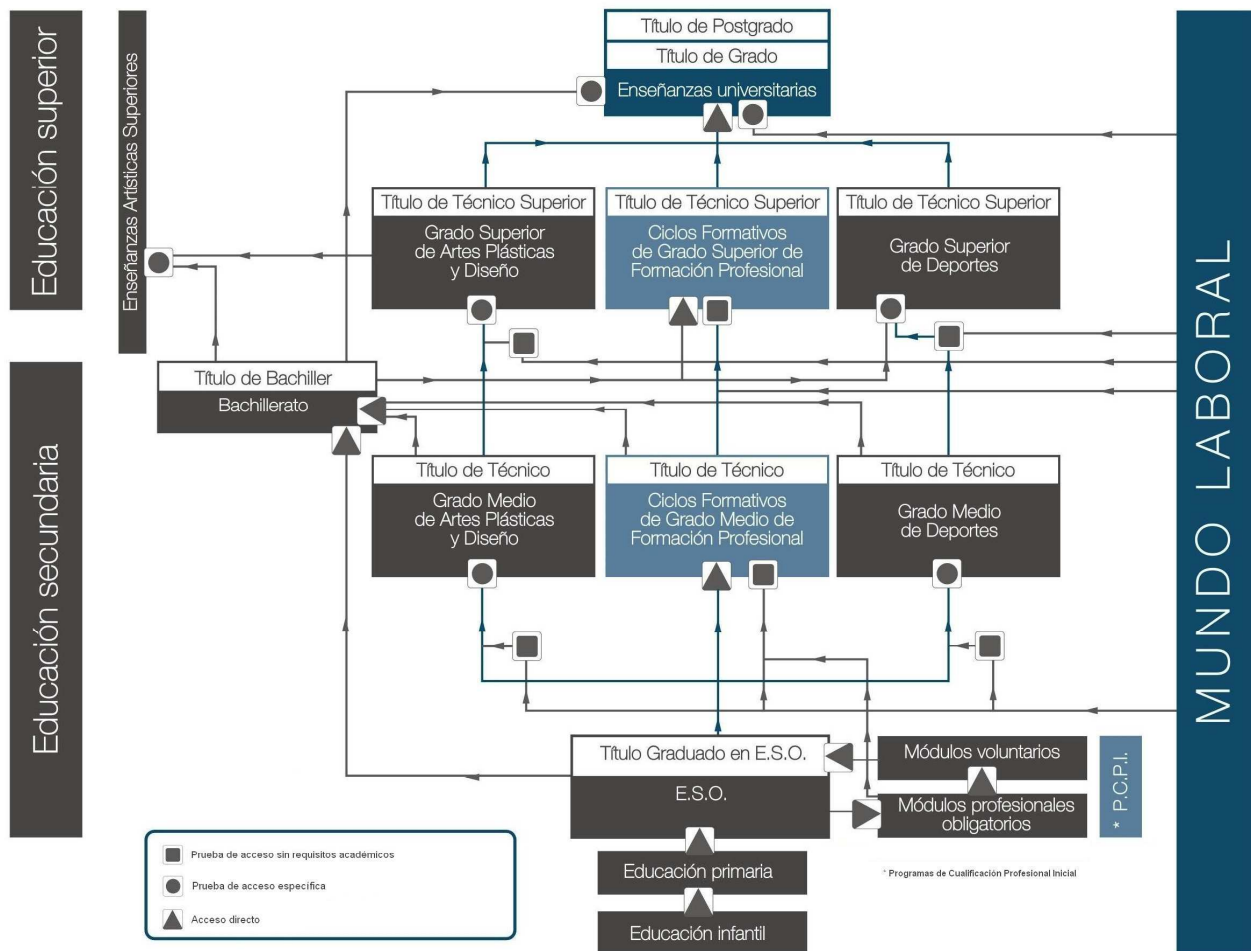 Educación superior
Enseñanzas Artísticas Superiores
Título de Postgrado
Título de Grado
Enseñanzas universitarias
Título de Técnico Superior
Grado Superior
de Artes Plásticas
y Diseño
Título de Técnico Superior
Ciclos Formativos
de Grado Superior de
Formación Profesional
Título de Técnico Superior
Grado Superior
de Deportes
MUNDO LABORAL
Educación secundaria
Título de Bachiller
Bachillerato
Título de Técnico
Grado Medio
de Artes Plásticas
y Diseño
Título de Técnico
Ciclos Formativos
de Grado Medio de
Formación Profesional
Título de Técnico
Grado Medio
de Deportes
Título Graduado en E.S.O.
E.S.O.
Módulos voluntarios
Módulos profesionales
obligatorios
* P.C.P.I.
Educación primaria
Educación infantil
* Programas de Cualificación Profesional Inicial
Prueba de acceso sin requisitos académicos
Prueba de acceso específica
Acceso directo